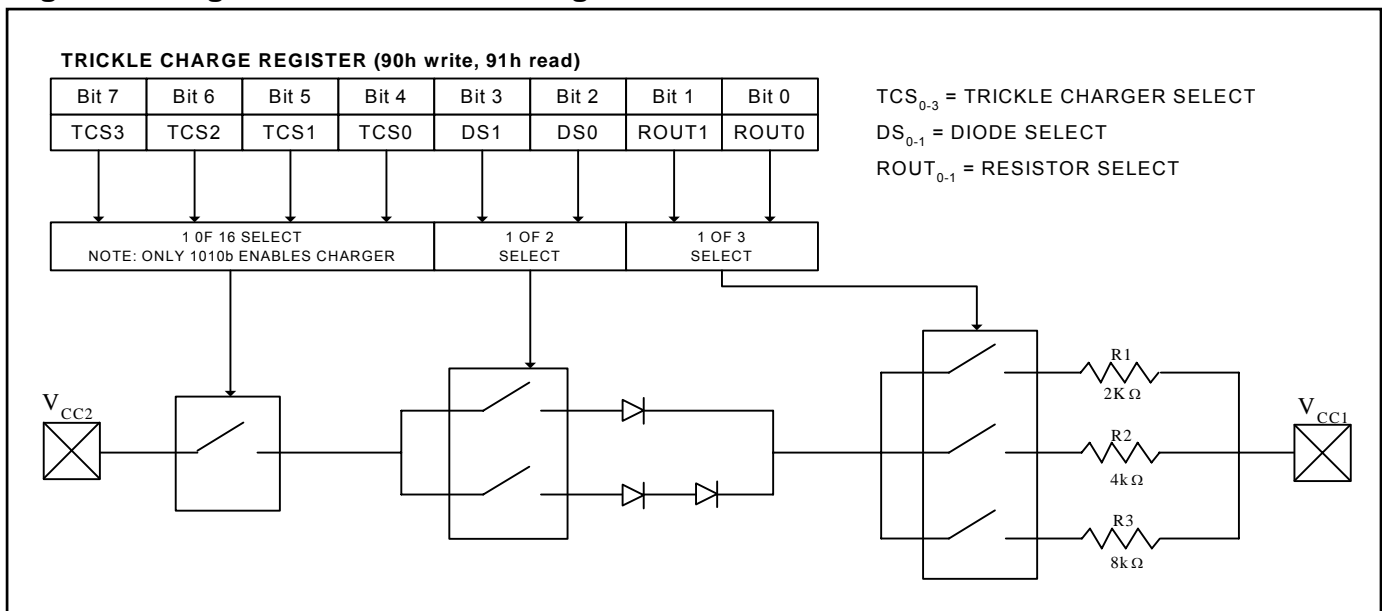 TRICKLE CHARGE REGISTER (90h write, 91h read)
Bit 7 Bit 6 Bit 5 Bit 4 Bit 3 Bit 2 Bit 1 Bit 0
TCS3 TCS2 TCS1 TCS0 DS1 DS0 ROUT1 ROUT0
TCS0-3 = TRICKLE CHARGER SELECT
DS0-1 = DIODE SELECT
ROUT0-1 = RESISTOR SELECT
1 0F 16 SELECT
NOTE: ONLY 1010b ENABLES CHARGER
1 OF 2
SELECT
1 OF 3
SELECT
VCC2
R1
2K Ω
R2
4k Ω
R3
8k Ω
VCC1